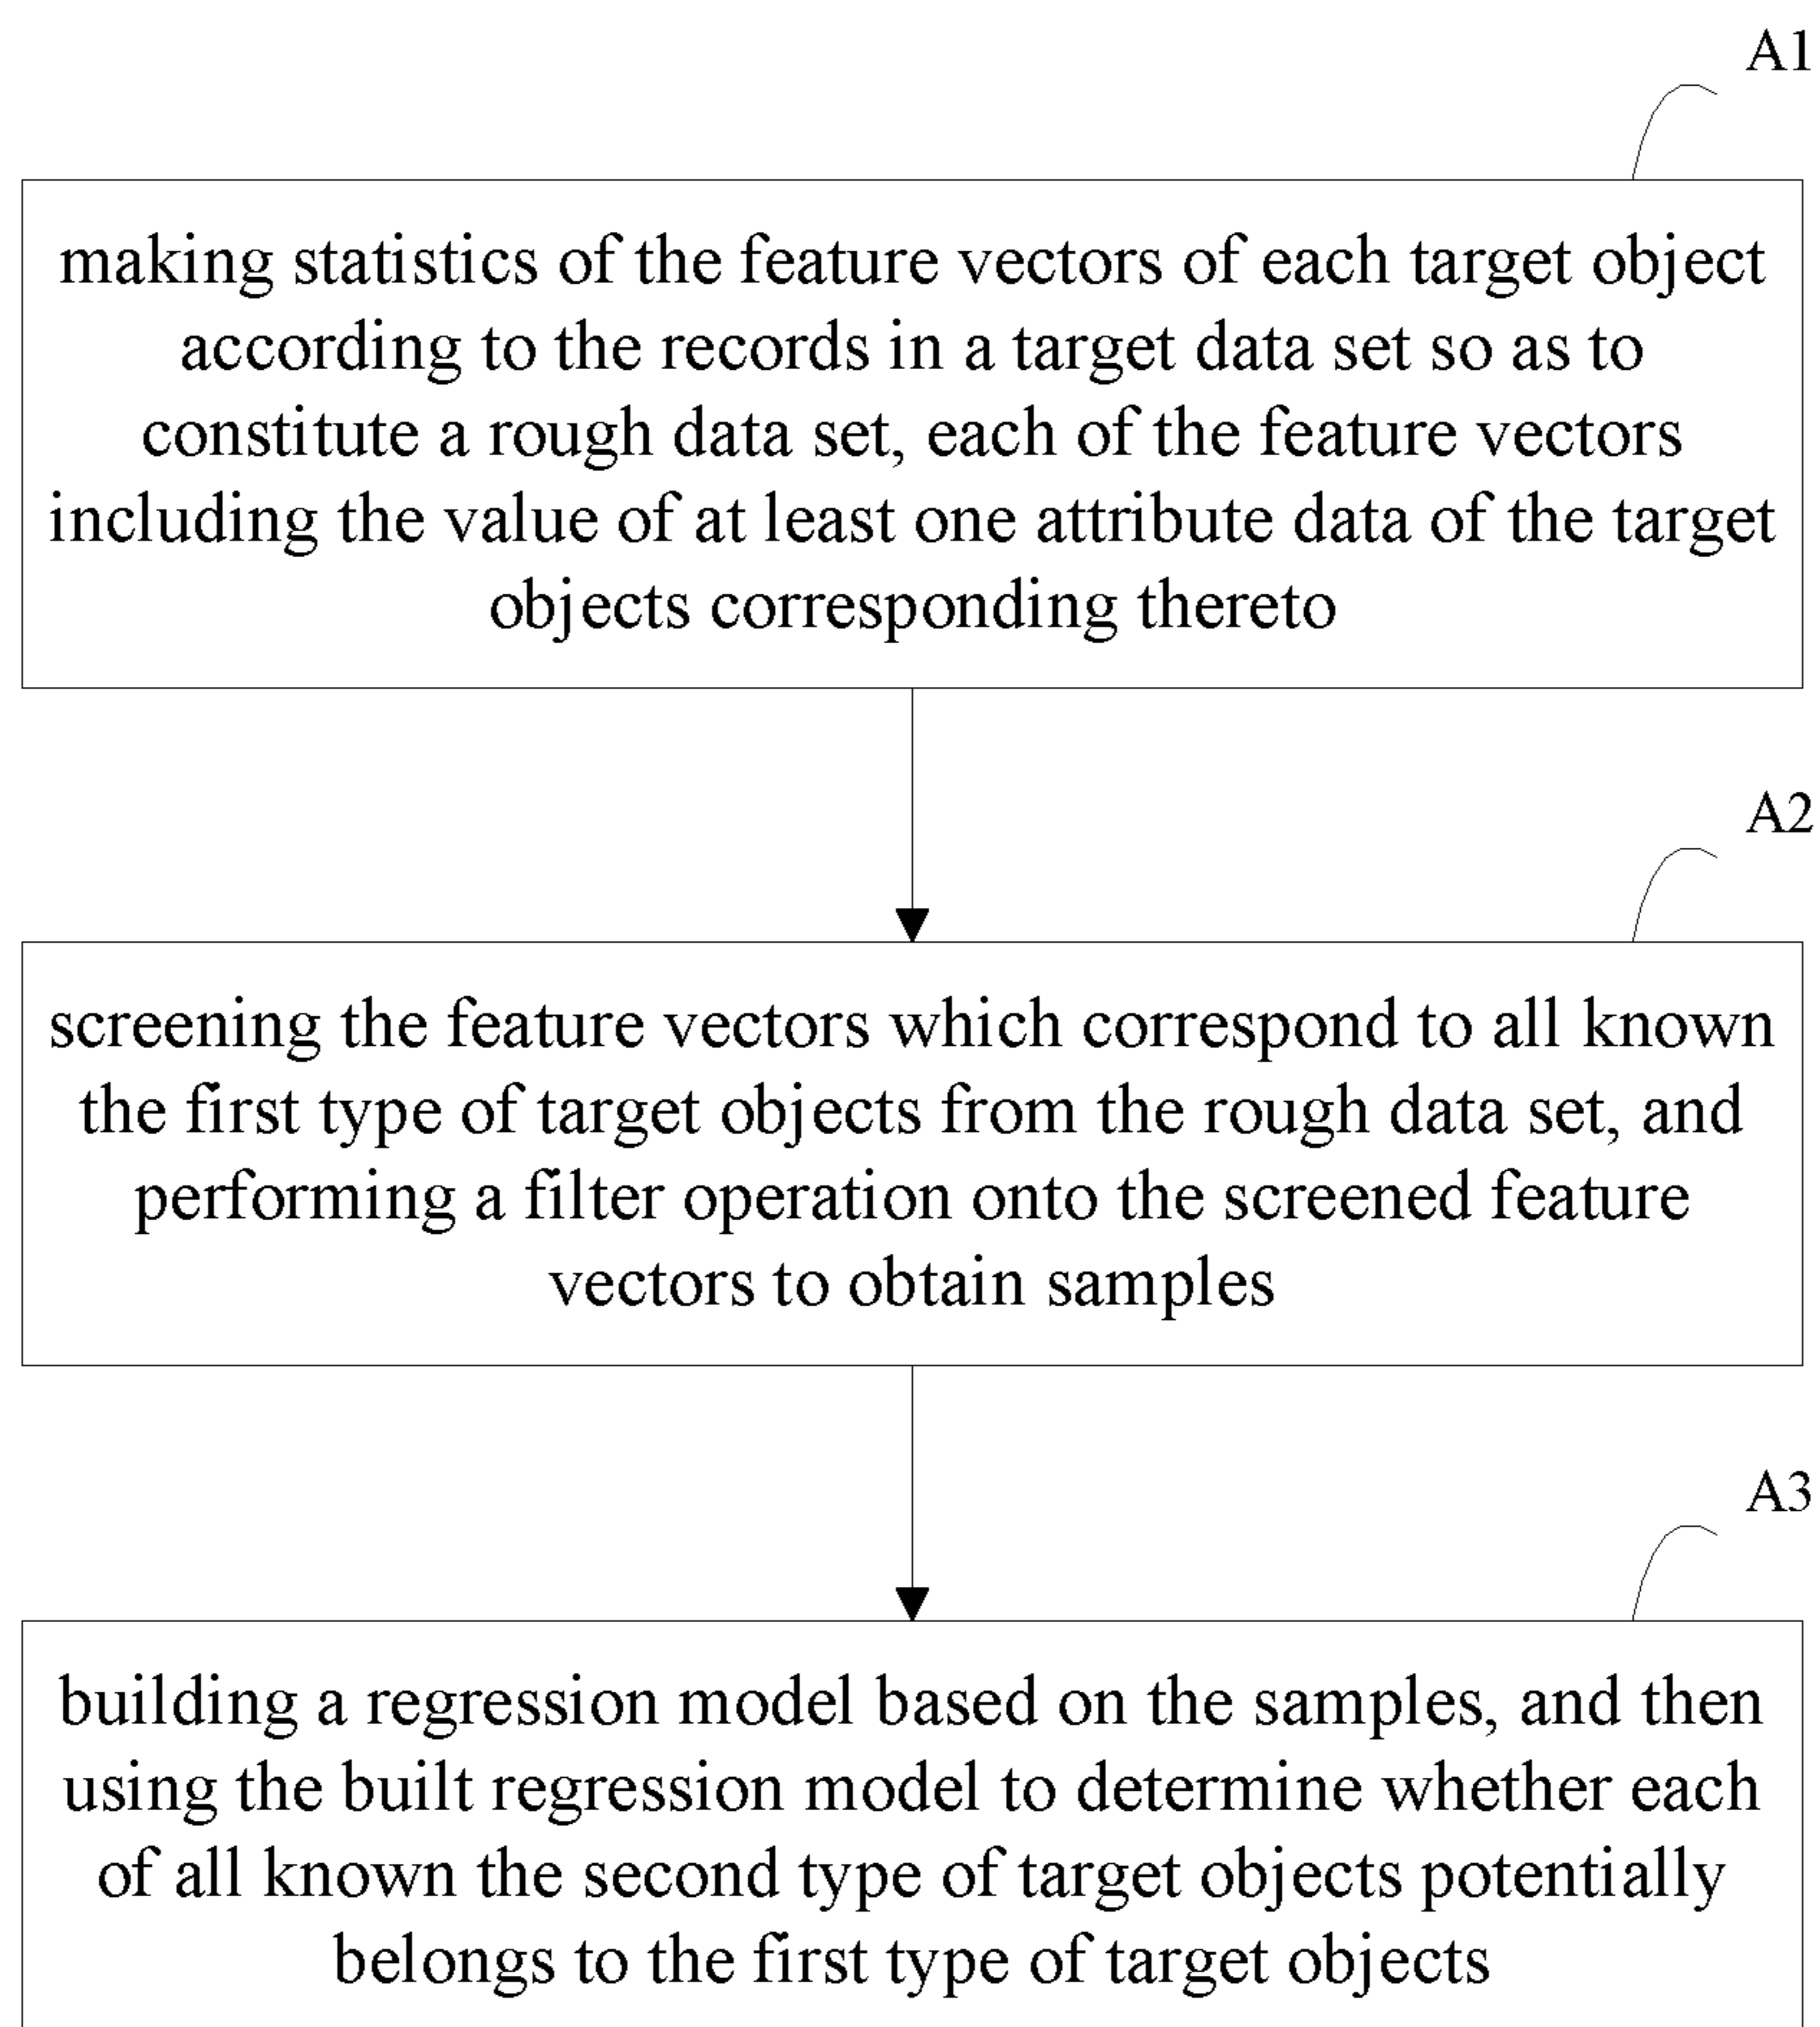 A1
making statistics of the feature vectors of each target object
according to the records in a target data set so as to
constitute a rough data set, each of the feature vectors
including the value of at least one attribute data of the target
objects corresponding thereto
A2
screening the feature vectors which correspond to all known
the first type of target objects from the rough data set, and
performing a filter operation onto the screened feature
vectors to obtain samples
A3
building a regression model based on the samples, and then
using the built regression model to determine whether each
of all known the second type of target objects potentially
belongs to the first type of target objects